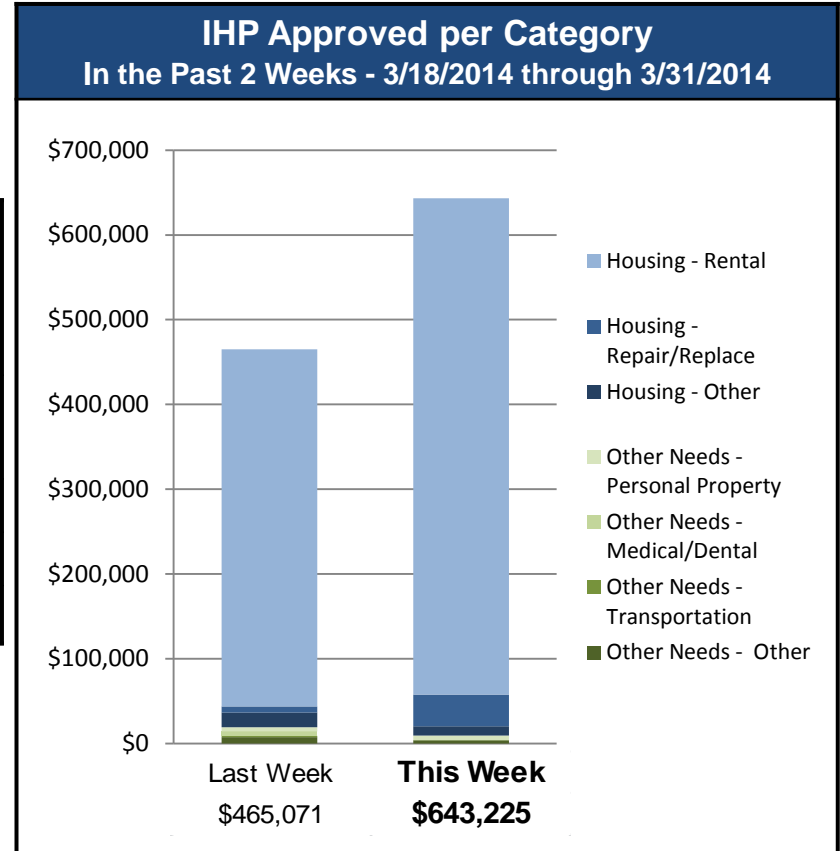 IHP Approved per Category
In the Past 2 Weeks - 3/18/2014 through 3/31/2014
$700,000
$600,000
$500,000
$400,000
$300,000
$200,000
$100,000
$0
Housing - Rental
Housing -
Repair/Replace
Housing - Other
Other Needs -
Personal Property
Other Needs -
Medical/Dental
Other Needs -
Transportation
Other Needs - Other
Last Week
This Week
$465,071
$643,225